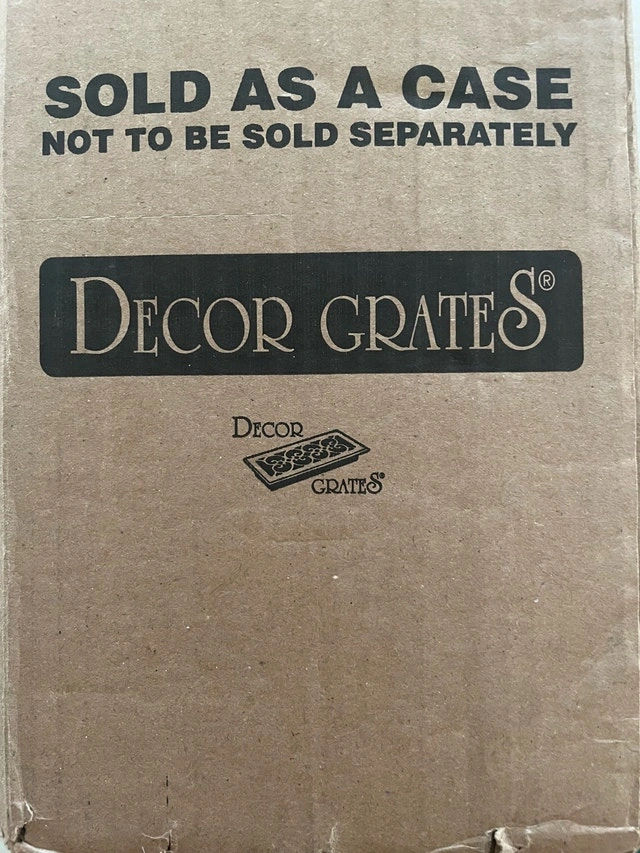 SOLD AS A CASE
NOT TO BE SOLD SEPARATELY
DECOR GRATES®
DECOR
GRATES®